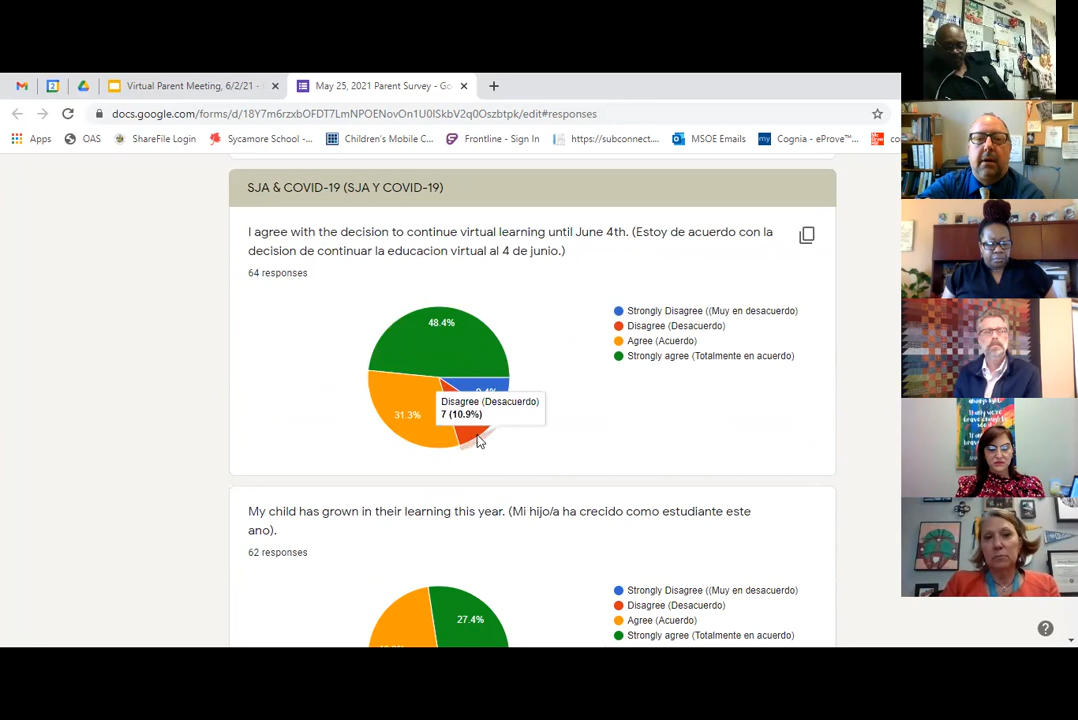 Virtual Parent Meeting, 6/2/21 -
May 25, 2021 Parent Survey - Go
docs.google.com/forms/d/18Y7m6rzxbOFDT7LmNPOENovOn1U0ISkbV2q0Oszbtpk/edit#responses
Apps OAS ShareFile Login Sycamore School -... Children's Mobile C... Frontline - Sign In https://subconnect.... MSOE Emails Cognia - eProve™... co
SJA & COVID-19 (SJA Y COVID-19)
I agree with the decision to continue virtual learning until June 4th. (Estoy de acuerdo con la
decision de continuar la educacion virtual al 4 de junio.)
64 responses
48.4%
31.3%
Disagree (Desacuerdo)
7 (10.9%)
Strongly Disagree ((Muy en desacuerdo)
Disagree (Desacuerdo)
Agree (Acuerdo)
Strongly agree (Totalmente en acuerdo)
My child has grown in their learning this year. (Mi hijo/a ha crecido como estudiante este
ano).
62 responses
27.4%
Strongly Disagree ((Muy en desacuerdo)
Disagree (Desacuerdo)
Agree (Acuerdo)
Strongly agree (Totalmente en acuerdo)